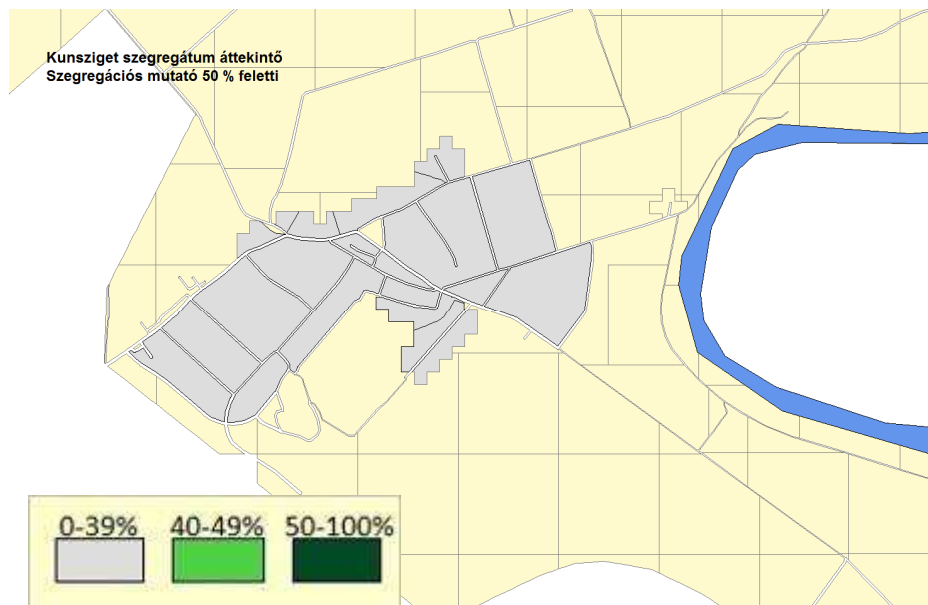 Kunsziget szegregátum áttekintő
Szegregációs mutató 50 % feletti
0-39% 40-49% 50-100%